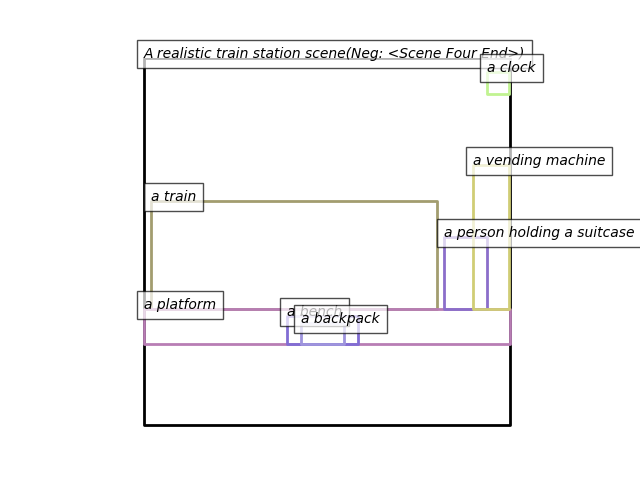 A realistic train station scene(Neg: <Scene Four End>)
a clock
a vending machine
a train
a person holding a suitcase
a platform
a bench
a backpack